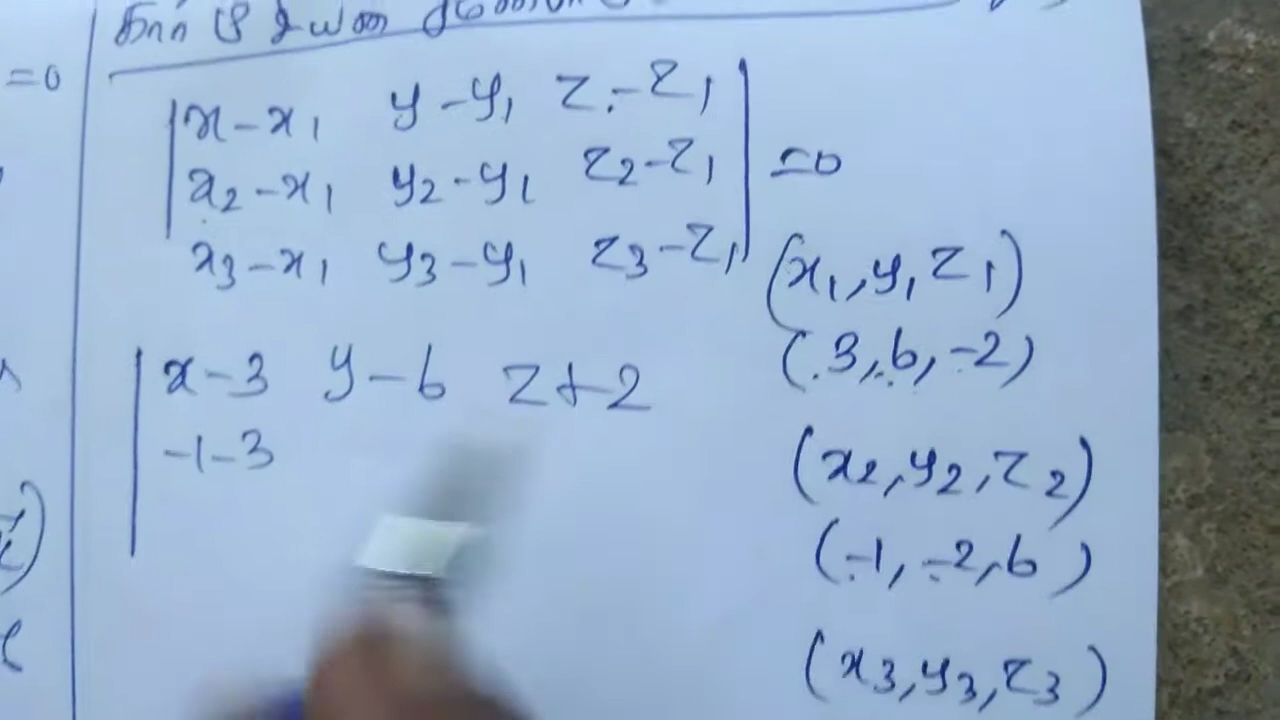 =0
| x-x₁ y-y₁ z-z₁ |
| x₂-x₁ y₂-y₁ z₂-z₁ | =0
| x₃-x₁ y₃-y₁ z₃-z₁ |
(x₁, y₁ z₁)
(3, 6, -2)
| x-3 y-6 z+2
-1-3
(x₂, y₂, z₂)
(-1, -2, 6)
(x₃, y₃, z₃)